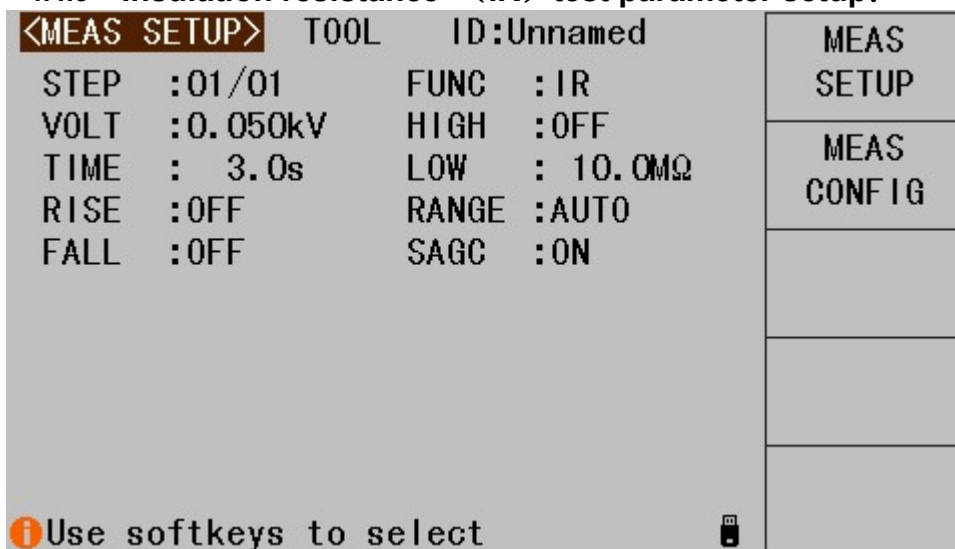 Insulation resistance (IR) test parameter setup:
<MEAS SETUP> TOOL ID:Unnamed
STEP :01/01 FUNC :IR
VOLT :0.050kV HIGH :OFF
TIME : 3.0s LOW : 10.0MΩ
RISE :OFF RANGE :AUTO
FALL :OFF SAGC :ON
Use softkeys to select
MEAS
SETUP
MEAS
CONFIG